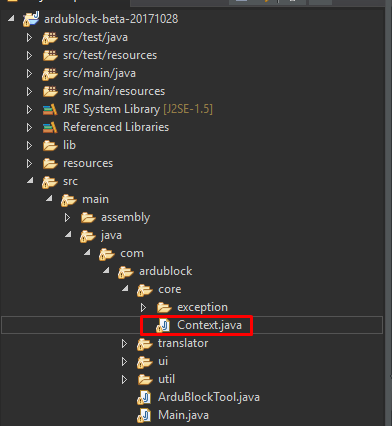 ardublock-beta-20171028
src/test/java
src/test/resources
src/main/java
src/main/resources
JRE System Library [J2SE-1.5]
Referenced Libraries
lib
resources
src
main
assembly
java
com
ardublock
core
exception
Context.java
translator
ui
util
ArduBlockTool.java
Main.java